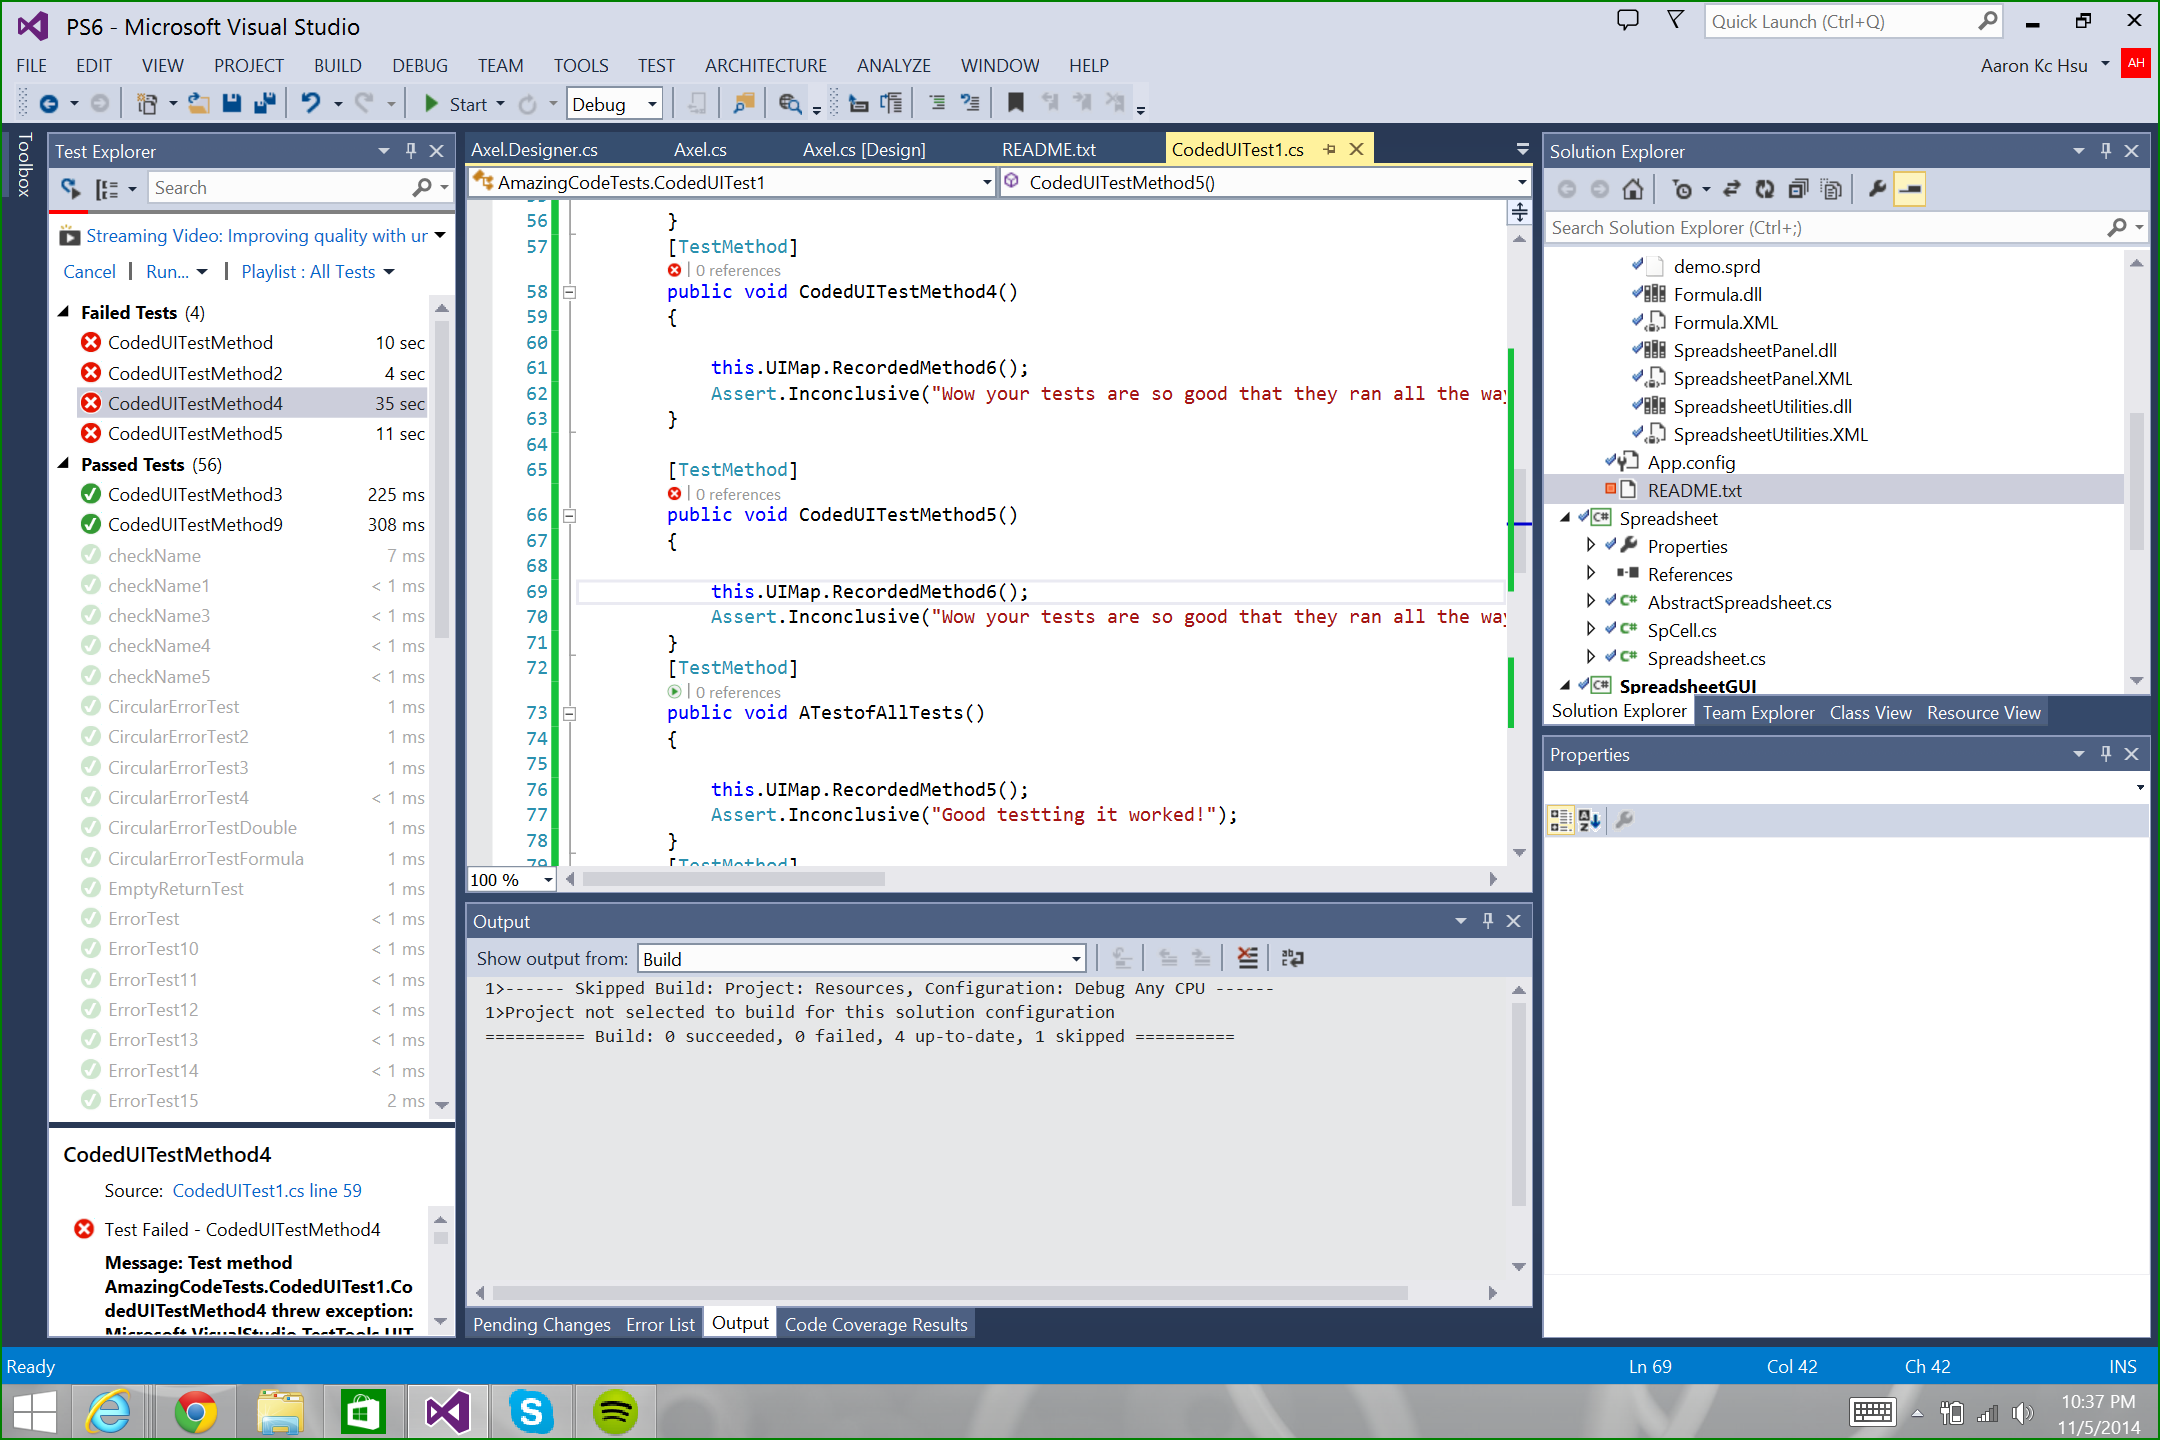 PS6 - Microsoft Visual Studio
Quick Launch (Ctrl+Q)
FILE EDIT VIEW PROJECT BUILD DEBUG TEAM TOOLS TEST ARCHITECTURE ANALYZE WINDOW HELP
Aaron Kc Hsu AH
Start Debug
Toolbox
Test Explorer
Search
Streaming Video: Improving quality with ur
Cancel | Run... | Playlist : All Tests
Failed Tests (4)
CodedUITestMethod 10 sec
CodedUITestMethod2 4 sec
CodedUITestMethod4 35 sec
CodedUITestMethod5 11 sec
Passed Tests (56)
CodedUITestMethod3 225 ms
CodedUITestMethod9 308 ms
checkName 7 ms
checkName1 < 1 ms
checkName3 < 1 ms
checkName4 < 1 ms
checkName5 < 1 ms
CircularErrorTest 1 ms
CircularErrorTest2 1 ms
CircularErrorTest3 1 ms
CircularErrorTest4 < 1 ms
CircularErrorTestDouble 1 ms
CircularErrorTestFormula 1 ms
EmptyReturnTest 1 ms
ErrorTest < 1 ms
ErrorTest10 < 1 ms
ErrorTest11 < 1 ms
ErrorTest12 < 1 ms
ErrorTest13 < 1 ms
ErrorTest14 < 1 ms
ErrorTest15 2 ms
CodedUITestMethod4
Source: CodedUITest1.cs line 59
Test Failed - CodedUITestMethod4
Message: Test method
AmazingCodeTests.CodedUITest1.Co
dedUITestMethod4 threw exception:
Microsoft.VisualStudio.TestTools.UIT
Axel.Designer.cs Axel.cs Axel.cs [Design] README.txt CodedUITest1.cs
AmazingCodeTests.CodedUITest1 CodedUITestMethod5()
56 }
57 [TestMethod]
| 0 references
58 public void CodedUITestMethod4()
59 {
60
61 this.UIMap.RecordedMethod6();
62 Assert.Inconclusive("Wow your tests are so good that they ran all the way
63 }
64
65 [TestMethod]
| 0 references
66 public void CodedUITestMethod5()
67 {
68
69 this.UIMap.RecordedMethod6();
70 Assert.Inconclusive("Wow your tests are so good that they ran all the way
71 }
72 [TestMethod]
| 0 references
73 public void ATestofAllTests()
74 {
75
76 this.UIMap.RecordedMethod5();
77 Assert.Inconclusive("Good testting it worked!");
78 }
79 [TestMethod]
100 %
Output
Show output from: Build
1>------ Skipped Build: Project: Resources, Configuration: Debug Any CPU ------
1>Project not selected to build for this solution configuration
========== Build: 0 succeeded, 0 failed, 4 up-to-date, 1 skipped ==========
Pending Changes Error List Output Code Coverage Results
Solution Explorer
Search Solution Explorer (Ctrl+;)
demo.sprd
Formula.dll
Formula.XML
SpreadsheetPanel.dll
SpreadsheetPanel.XML
SpreadsheetUtilities.dll
SpreadsheetUtilities.XML
App.config
README.txt
C# Spreadsheet
Properties
References
C# AbstractSpreadsheet.cs
C# SpCell.cs
C# Spreadsheet.cs
C# SpreadsheetGUI
Solution Explorer Team Explorer Class View Resource View
Properties
Ready Ln 69 Col 42 Ch 42 INS
10:37 PM
11/5/2014